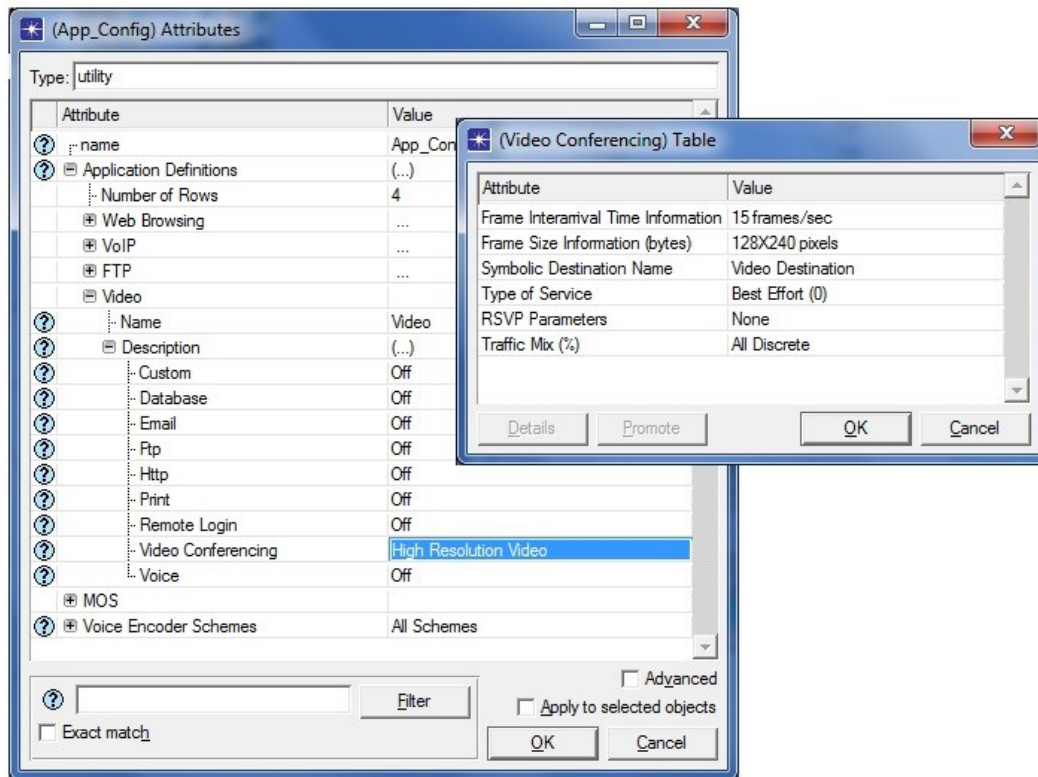 (App_Config) Attributes
Type: utility
Attribute Value
name App_Con
Application Definitions (...)
Number of Rows 4
Web Browsing ...
VoIP ...
FTP ...
Video
Name Video
Description (...)
Custom Off
Database Off
Email Off
Ftp Off
Http Off
Print Off
Remote Login Off
Video Conferencing High Resolution Video
Voice Off
MOS
Voice Encoder Schemes All Schemes
Advanced
Filter
Apply to selected objects
Exact match
OK Cancel
(Video Conferencing) Table
Attribute Value
Frame Interarrival Time Information 15 frames/sec
Frame Size Information (bytes) 128X240 pixels
Symbolic Destination Name Video Destination
Type of Service Best Effort (0)
RSVP Parameters None
Traffic Mix (%) All Discrete
Details Promote OK Cancel